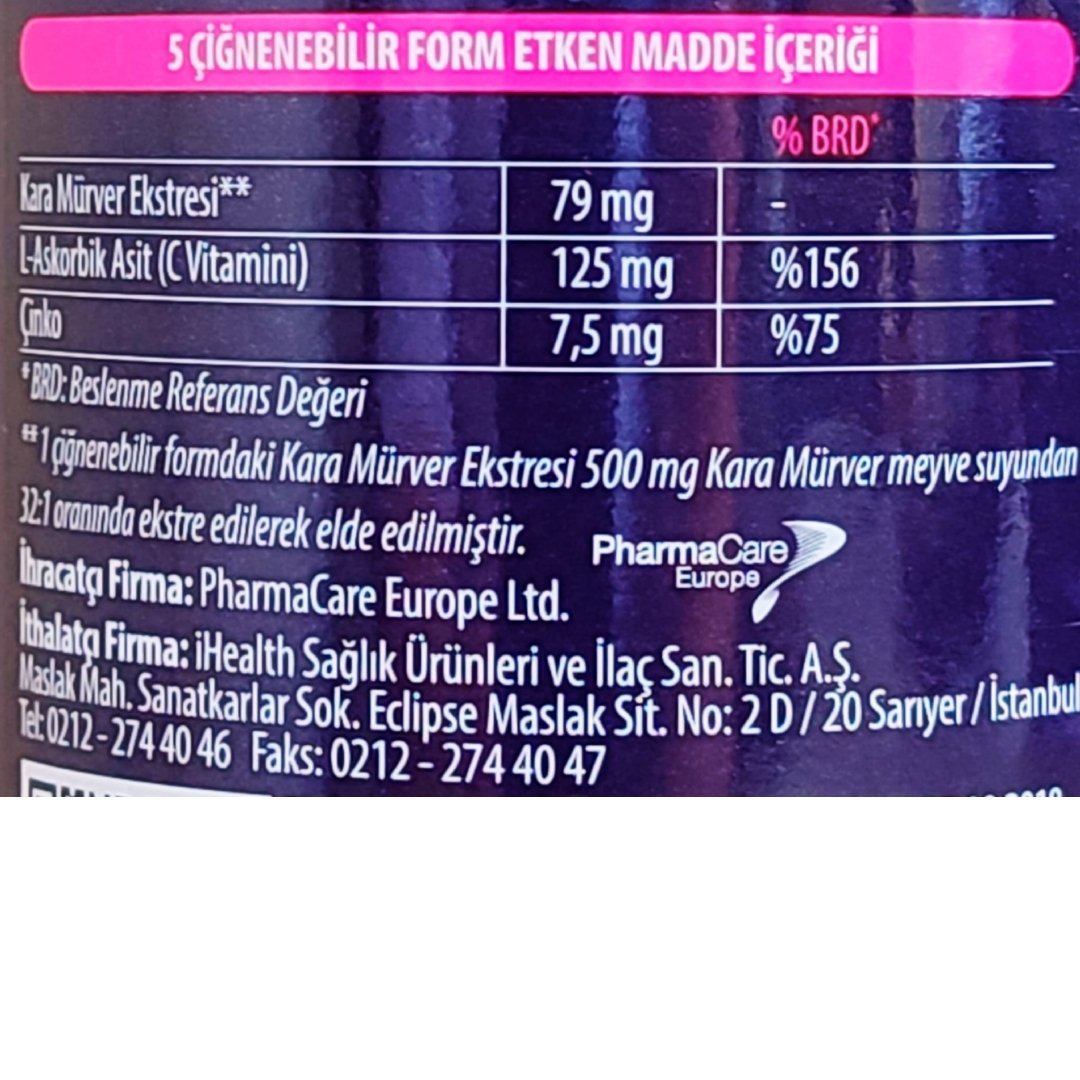 5 ÇİĞNENEBİLİR FORM ETKEN MADDE İÇERİĞİ
% BRD*
Kara Mürver Ekstresi** 79 mg -
L-Askorbik Asit (C Vitamini) 125 mg %156
Çinko 7,5 mg %75
*BRD: Beslenme Referans Değeri
**1 çiğnenebilir formdaki Kara Mürver Ekstresi 500 mg Kara Mürver meyve suyundan
32:1 oranında ekstre edilerek elde edilmiştir.
PharmaCare
Europe
İhracatçı Firma: PharmaCare Europe Ltd.
İthalatçı Firma: iHealth Sağlık Ürünleri ve İlaç San. Tic. A.Ş.
Maslak Mah. Sanatkarlar Sok. Eclipse Maslak Sit. No: 2 D / 20 Sarıyer / İstanbul
Tel: 0212 - 274 40 46 Faks: 0212 - 274 40 47